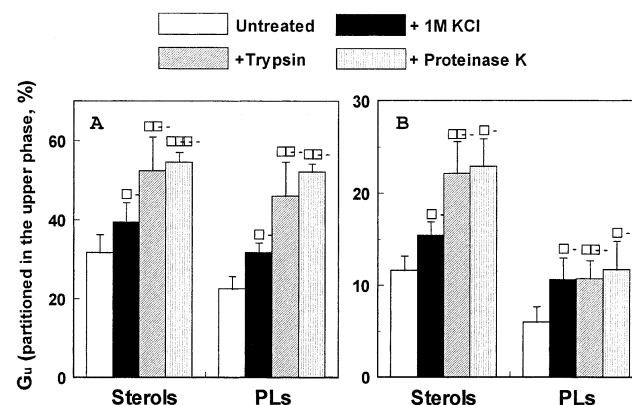 Untreated
+ 1M KCl
+Trypsin
+ Proteinase K
Gu (partitioned in the upper phase, %)
A
60
40
20
0
Sterols
PLs
B
30
20
10
0
Sterols
PLs